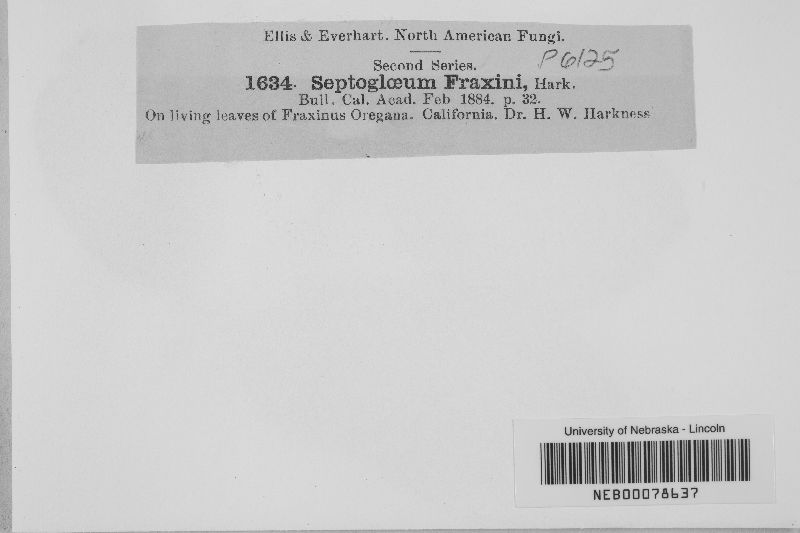 Ellis & Everhart. North American Fungi.
P6125
Second Series.
1634. Septoglœum Fraxini, Hark.
Bull. Cal. Acad. Feb 1884. p. 32.
On living leaves of Fraxinus Oregana. California. Dr. H. W. Harkness
University of Nebraska - Lincoln
NEB00078637